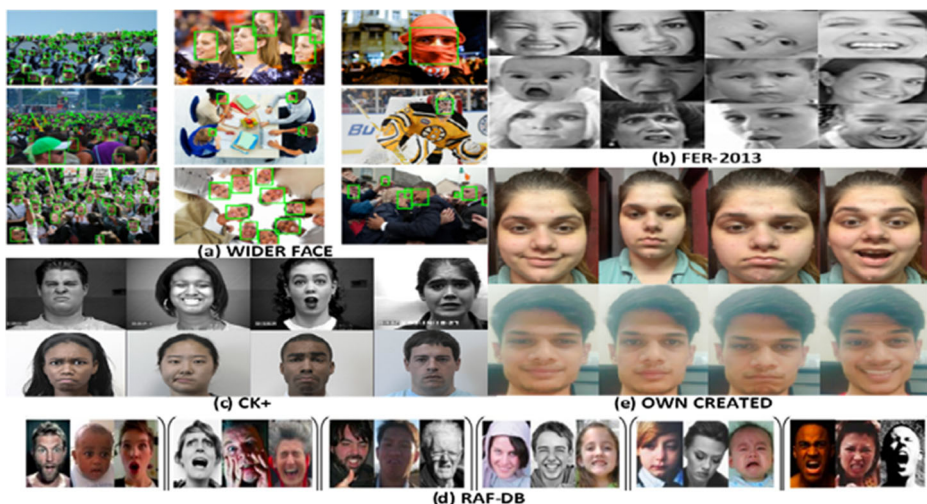 (a) WIDER FACE
(b) FER-2013
(c) CK+
(e) OWN CREATED
(d) RAF-DB